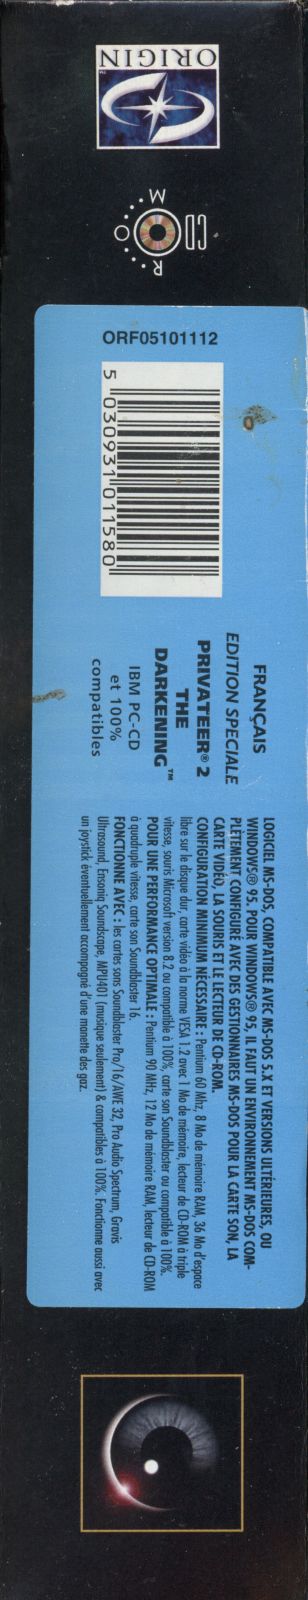 ORIGIN
CD
R O M
ORF05101112
5 030931 011580
FRANÇAIS
EDITION SPECIALE
PRIVATEER® 2
THE
DARKENING™
IBM PC-CD
et 100%
compatibles
LOGICIEL MS-DOS, COMPATIBLE AVEC MS-DOS 5.X ET VERSIONS ULTÉRIEURES, OU
WINDOWS® 95. POUR WINDOWS® 95, IL FAUT UN ENVIRONNEMENT MS-DOS COM-
PLÈTEMENT CONFIGURÉ AVEC DES GESTIONNAIRES MS-DOS POUR LA CARTE SON, LA
CARTE VIDÉO, LA SOURIS ET LE LECTEUR DE CD-ROM.
CONFIGURATION MINIMUM NÉCESSAIRE : Pentium 60 Mhz, 8 Mo de mémoire RAM, 36 Mo d'espace
libre sur le disque dur, carte vidéo à la norme VESA 1.2 avec 1 Mo de mémoire, lecteur de CD-ROM à triple
vitesse, souris Microsoft version 8.2 ou compatible à 100%, carte son Soundblaster ou compatible à 100%.
POUR UNE PERFORMANCE OPTIMALE : Pentium 90 MHz, 12 Mo de mémoire RAM, lecteur de CD-ROM
à quadruple vitesse, carte son Soundblaster 16.
FONCTIONNE AVEC : les cartes sons Soundblaster Pro/16/AWE 32, Pro Audio Spectrum, Gravis
Ultrasound, Ensoniq Soundscape, MPU401 (musique seulement) & compatibles à 100%. Fonctionne aussi avec
un joystick éventuellement accompagné d'une manette des gaz.